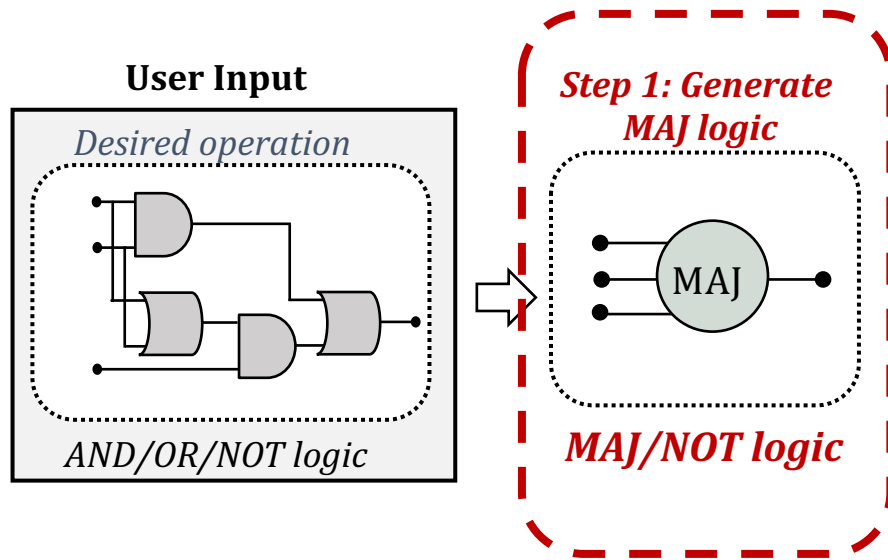 User Input
Desired operation
AND/OR/NOT logic
Step 1: Generate
MAJ logic
MAJ
MAJ/NOT logic